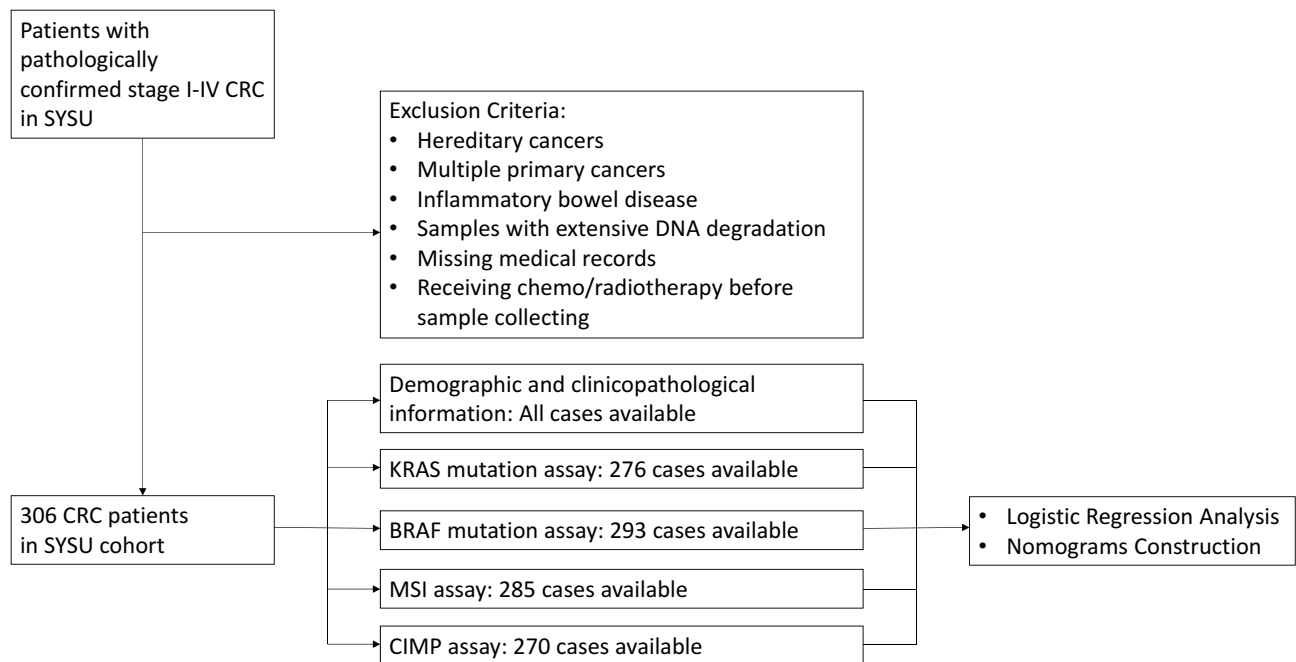 Patients with
pathologically
confirmed stage I-IV CRC
in SYSU
Exclusion Criteria:
• Hereditary cancers
• Multiple primary cancers
• Inflammatory bowel disease
• Samples with extensive DNA degradation
• Missing medical records
• Receiving chemo/radiotherapy before
sample collecting
Demographic and clinicopathological
information: All cases available
KRAS mutation assay: 276 cases available
306 CRC patients
in SYSU cohort
BRAF mutation assay: 293 cases available
MSI assay: 285 cases available
CIMP assay: 270 cases available
• Logistic Regression Analysis
• Nomograms Construction